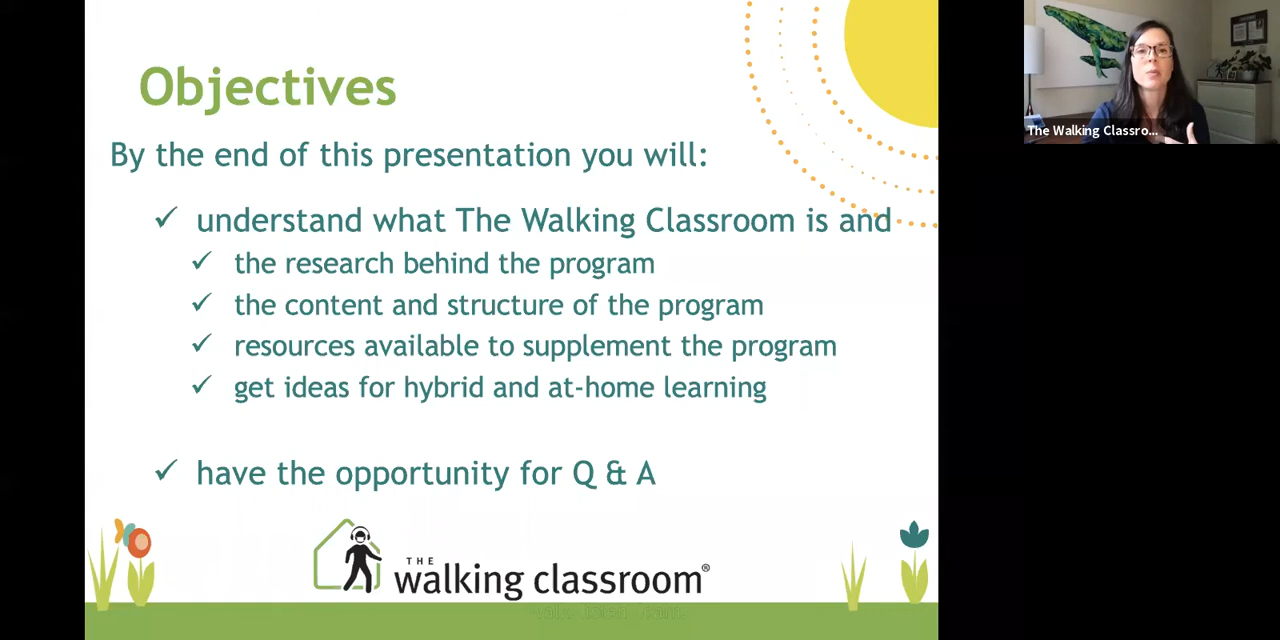 Objectives
By the end of this presentation you will:
✓ understand what The Walking Classroom is and
✓ the research behind the program
✓ the content and structure of the program
✓ resources available to supplement the program
✓ get ideas for hybrid and at-home learning
✓ have the opportunity for Q & A
THE
walking classroom®
The Walking Classro...